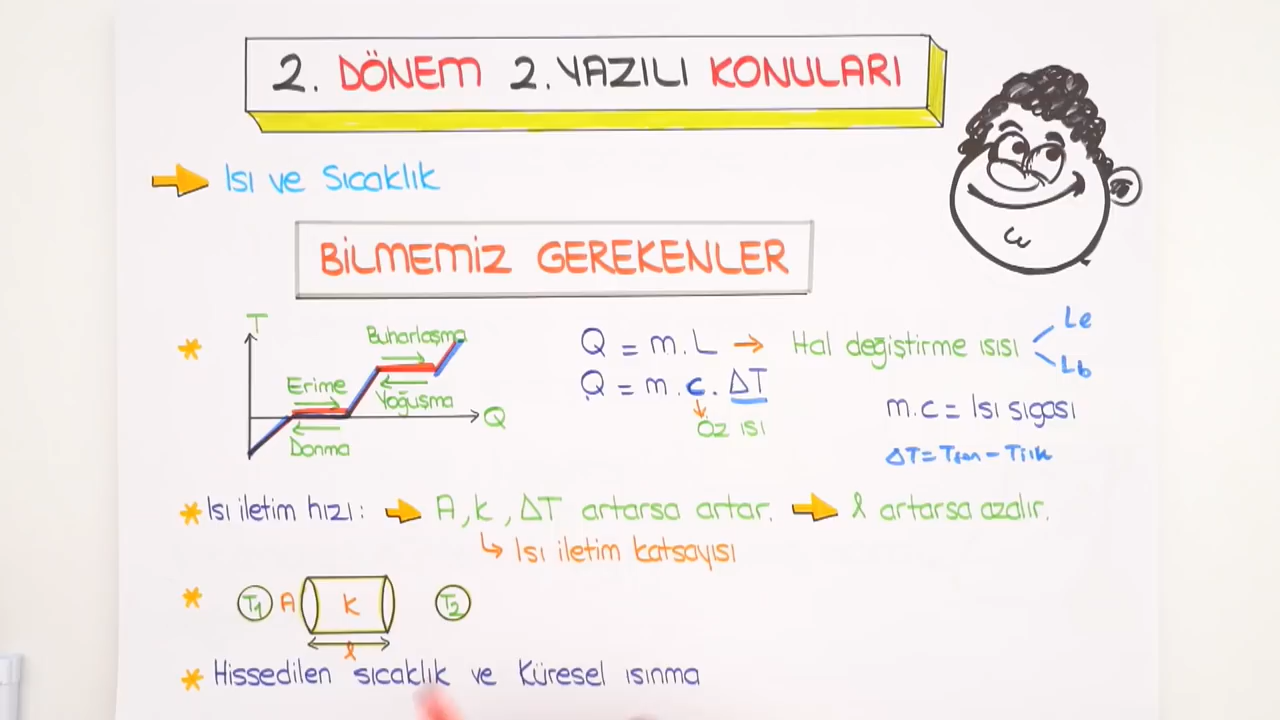 2. DÖNEM 2. YAZILI KONULARI
Isı ve Sıcaklık
BİLMEMİZ GEREKENLER
* T Buharlaşma Yoğuşma Erime Donma Q
Q = m.L → Hal değiştirme ısısı Le Lb
Q = m.c.ΔT
Öz ısı
m.c = Isı sığası
ΔT = Tson - Tilk
* Isı iletim hızı: A, k, ΔT artarsa artar. l artarsa azalır.
Isı iletim katsayısı
* T1 A k T2
l
* Hissedilen sıcaklık ve Küresel ısınma